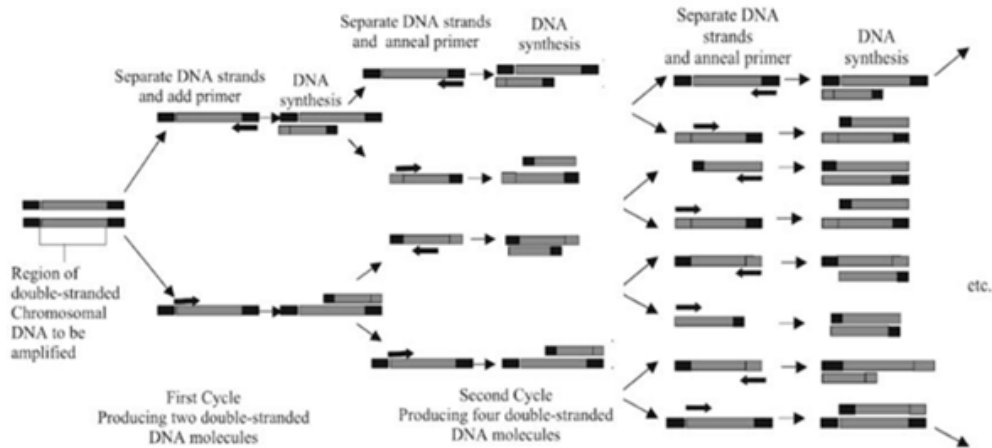 Separate DNA strands
and anneal primer
DNA
synthesis
Separate DNA
strands
and anneal primer
DNA
synthesis
Separate DNA strands
and add primer
DNA
synthesis
Region of
double-stranded
Chromosomal
DNA to be
amplified
etc.
First Cycle
Producing two double-stranded
DNA molecules
Second Cycle
Producing four double-stranded
DNA molecules